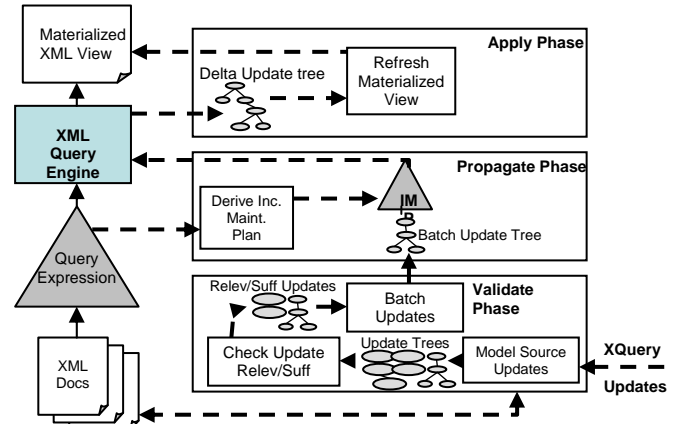 Materialized
XML View
Apply Phase
Refresh
Materialized
View
Delta Update tree
XML
Query
Engine
Propagate Phase
Derive Inc.
Maint.
Plan
IM
Batch Update Tree
Query
Expression
Relev/Suff Updates
Batch
Updates
Validate
Phase
Update Trees
Check Update
Relev/Suff
Model Source
Updates
XQuery
Updates
XML
Docs